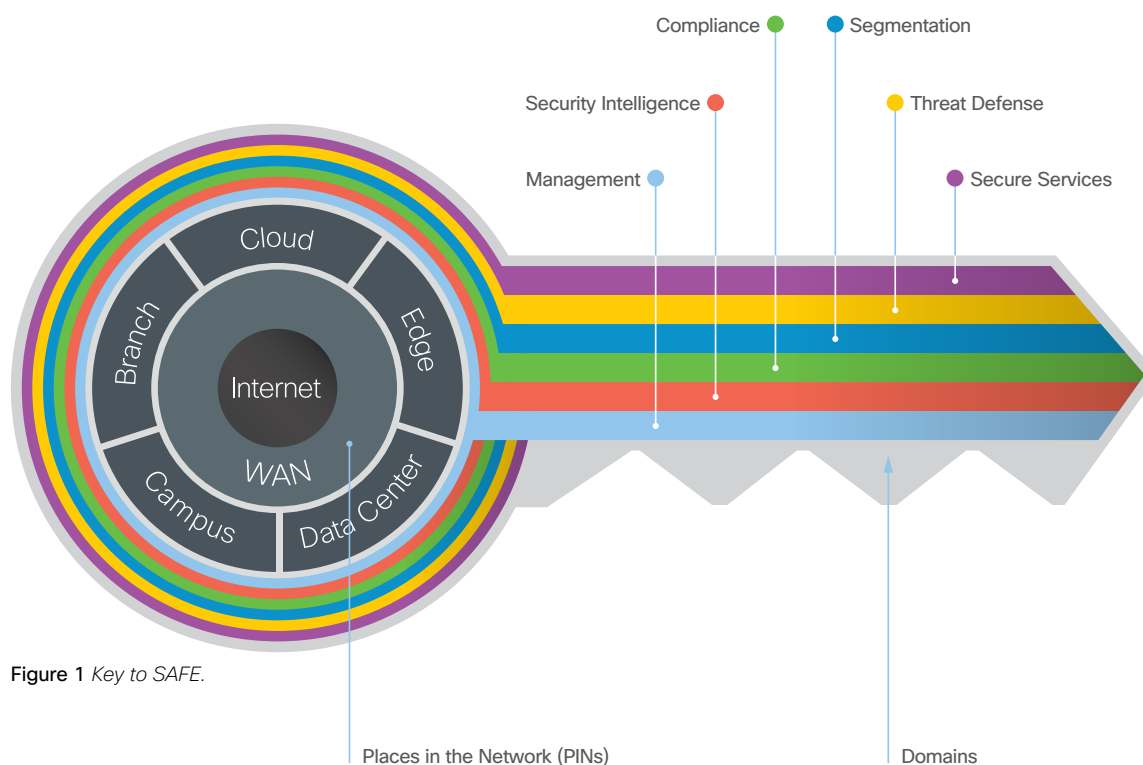 Compliance
Segmentation
Security Intelligence
Threat Defense
Management
Secure Services
Cloud
Branch
Edge
Internet
WAN
Campus
Data Center
Figure 1 Key to SAFE.
Places in the Network (PINs)
Domains